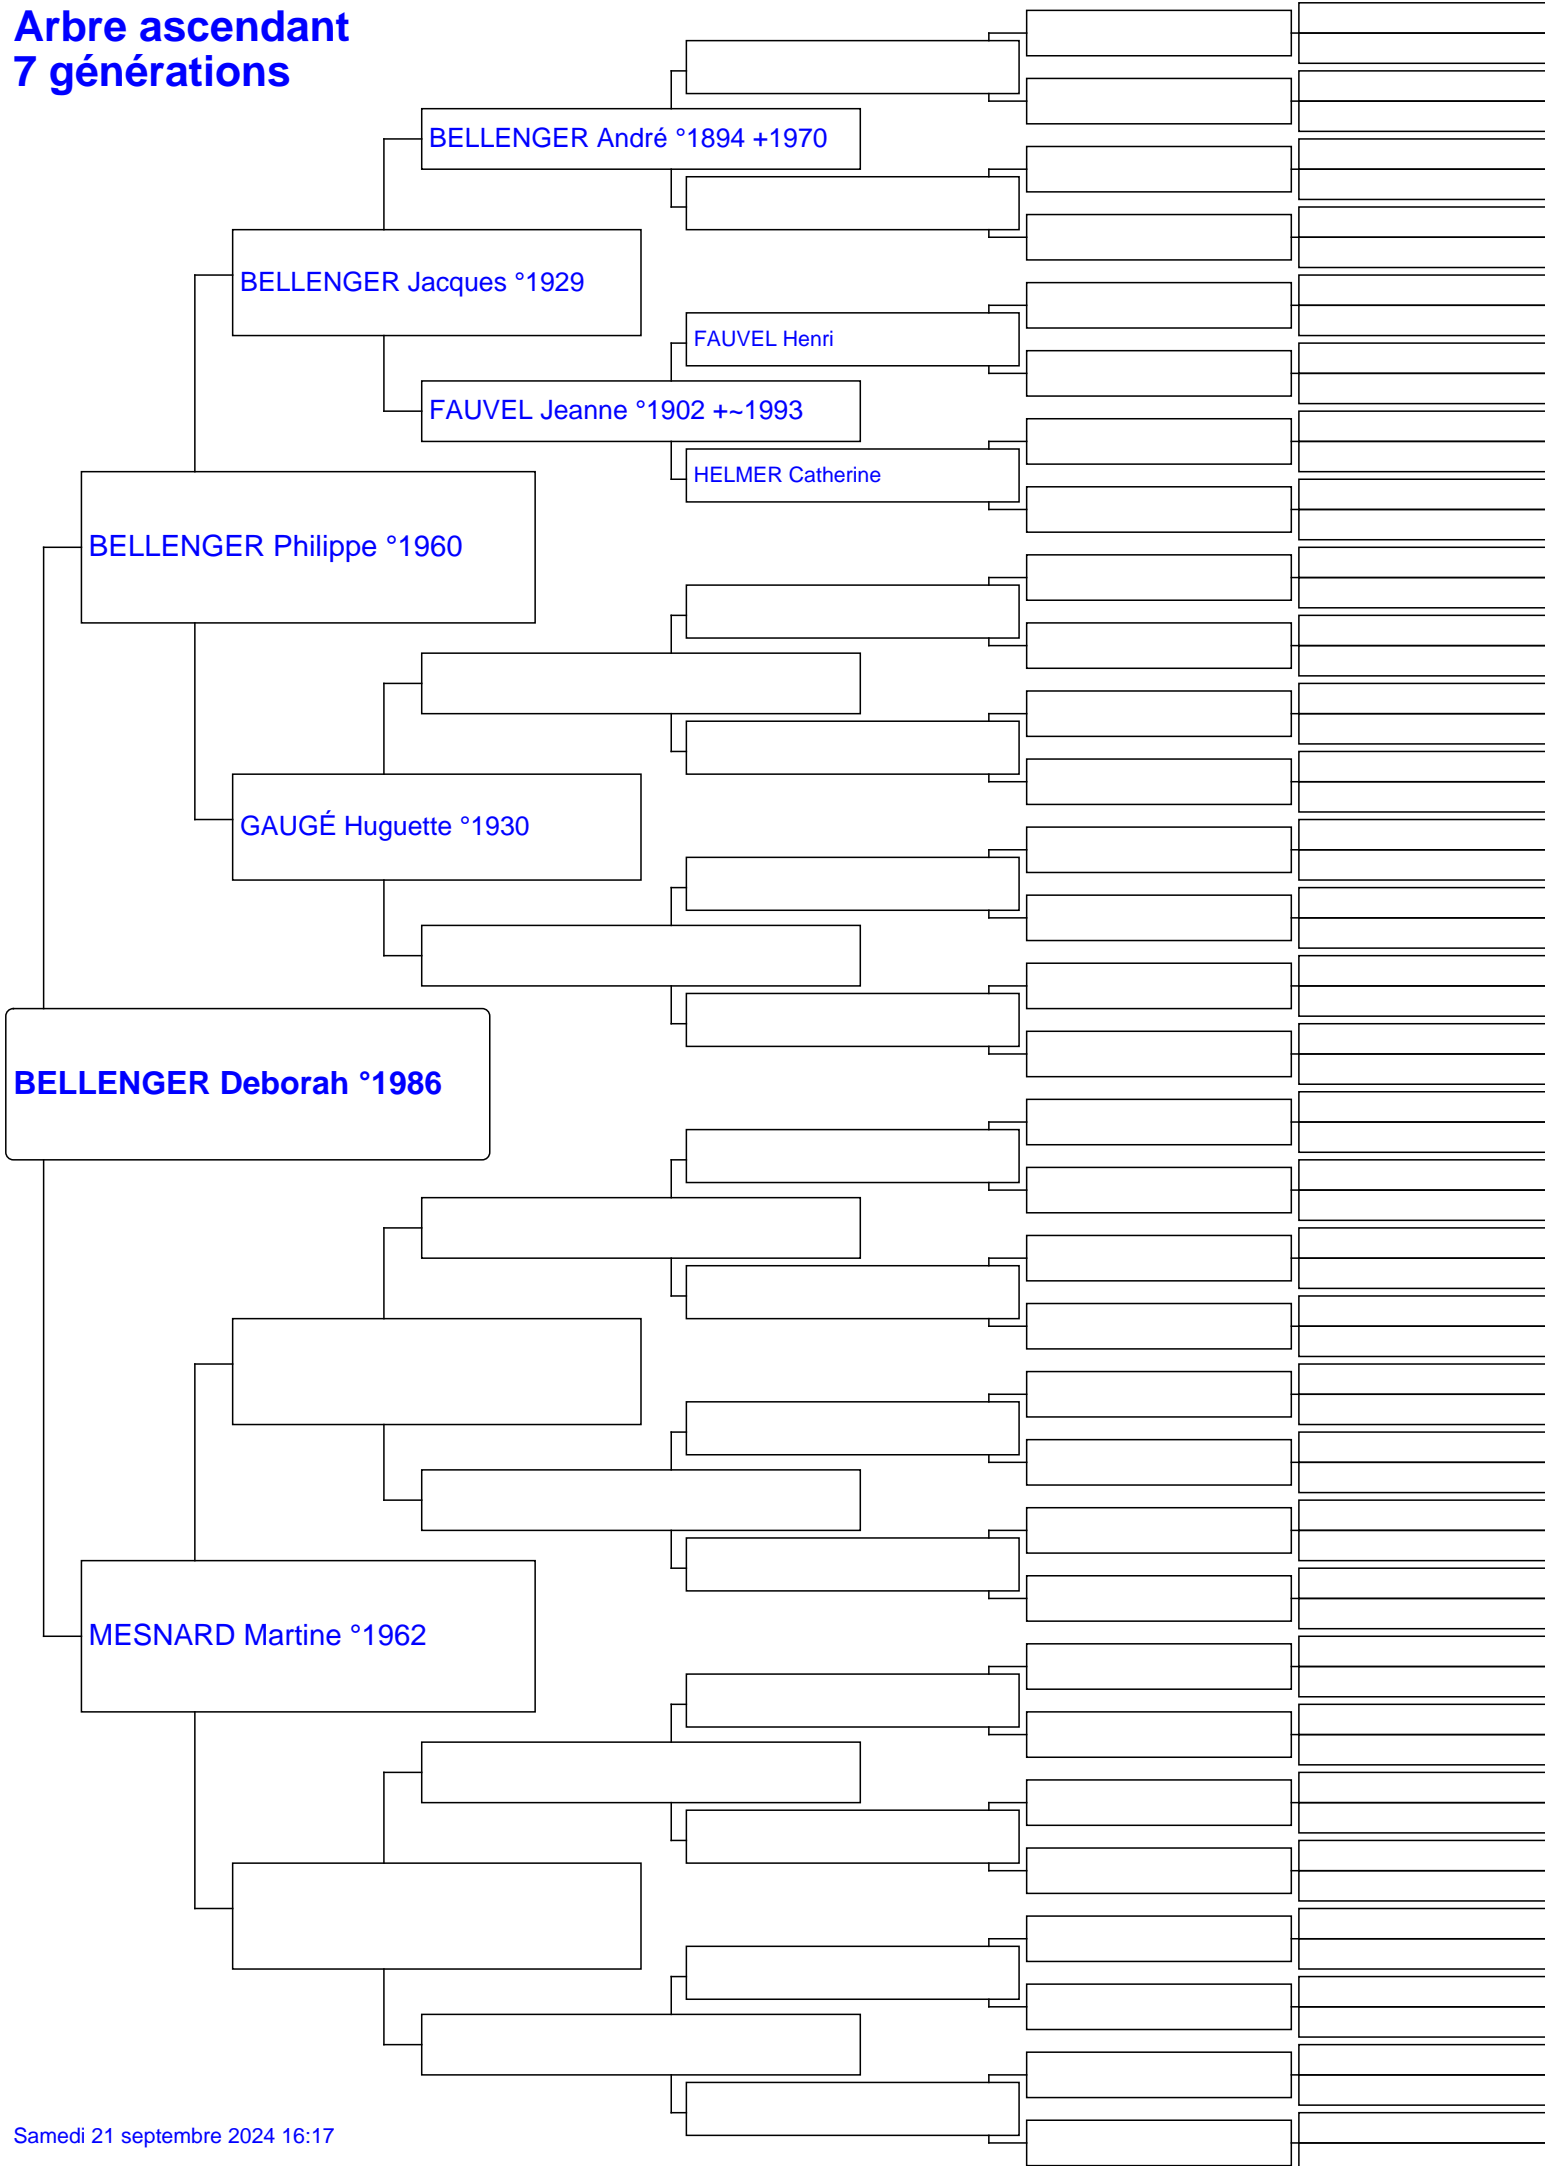 Arbre ascendant
7 générations
BELLENGER André °1894 +1970
BELLENGER Jacques °1929
FAUVEL Henri
FAUVEL Jeanne °1902 +~1993
HELMER Catherine
BELLENGER Philippe °1960
GAUGÉ Huguette °1930
BELLENGER Deborah °1986
MESNARD Martine °1962
Samedi 21 septembre 2024 16:17